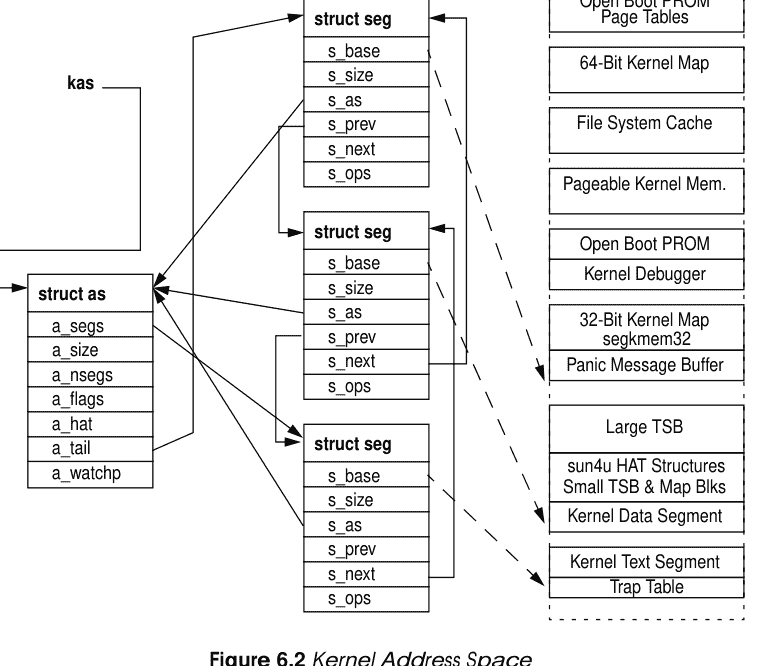 kas
struct as
a_segs
a_size
a_nsegs
a_flags
a_hat
a_tail
a_watchp
struct seg
s_base
s_size
s_as
s_prev
s_next
s_ops
struct seg
s_base
s_size
s_as
s_prev
s_next
s_ops
struct seg
s_base
s_size
s_as
s_prev
s_next
s_ops
Open Boot PROM
Page Tables
64-Bit Kernel Map
File System Cache
Pageable Kernel Mem.
Open Boot PROM
Kernel Debugger
32-Bit Kernel Map
segkmem32
Panic Message Buffer
Large TSB
sun4u HAT Structures
Small TSB & Map Blks
Kernel Data Segment
Kernel Text Segment
Trap Table
Figure 6.2 Kernel Address Space